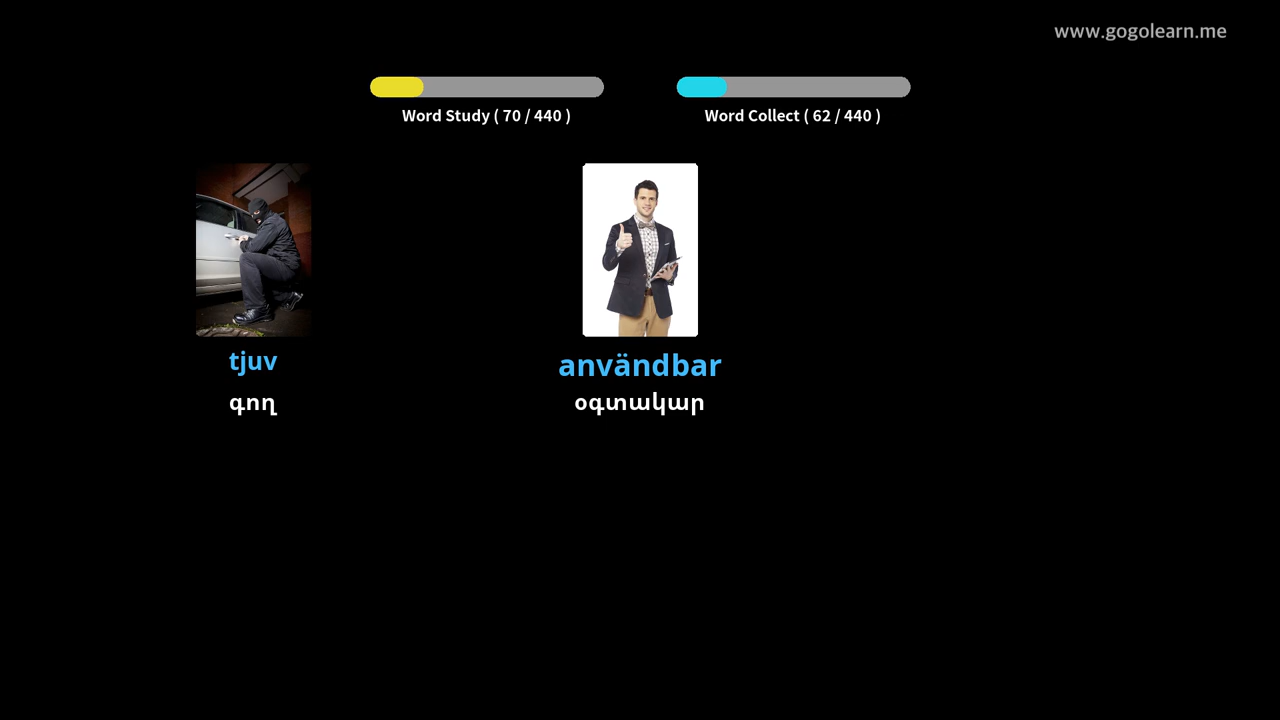 www.gogolearn.me
Word Study ( 70 / 440 )
Word Collect ( 62 / 440 )
tjuv
användbar
գող
օգտակար